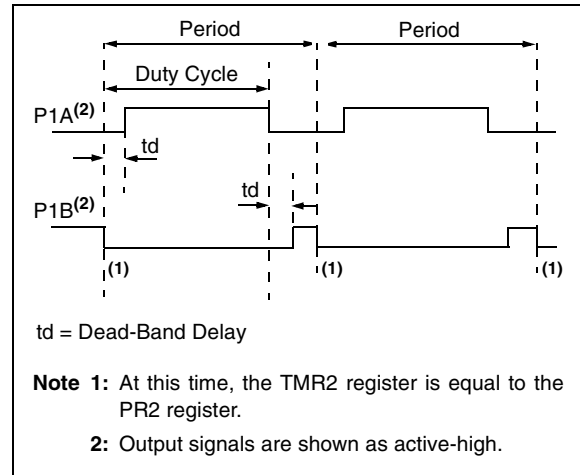 Period Period
Duty Cycle
P1A(2)
td
td
P1B(2)
(1) (1) (1)
td = Dead-Band Delay
Note 1: At this time, the TMR2 register is equal to the
PR2 register.
2: Output signals are shown as active-high.